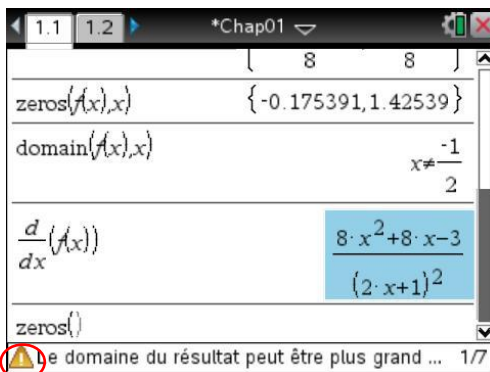 1.1 1.2 *Chap01
8 8
zeros(f(x),x) {-0.175391,1.42539}
domain(f(x),x) x≠-1/2
d/dx(f(x)) (8·x²+8·x-3)/(2·x+1)²
zeros()
Le domaine du résultat peut être plus grand ... 1/7